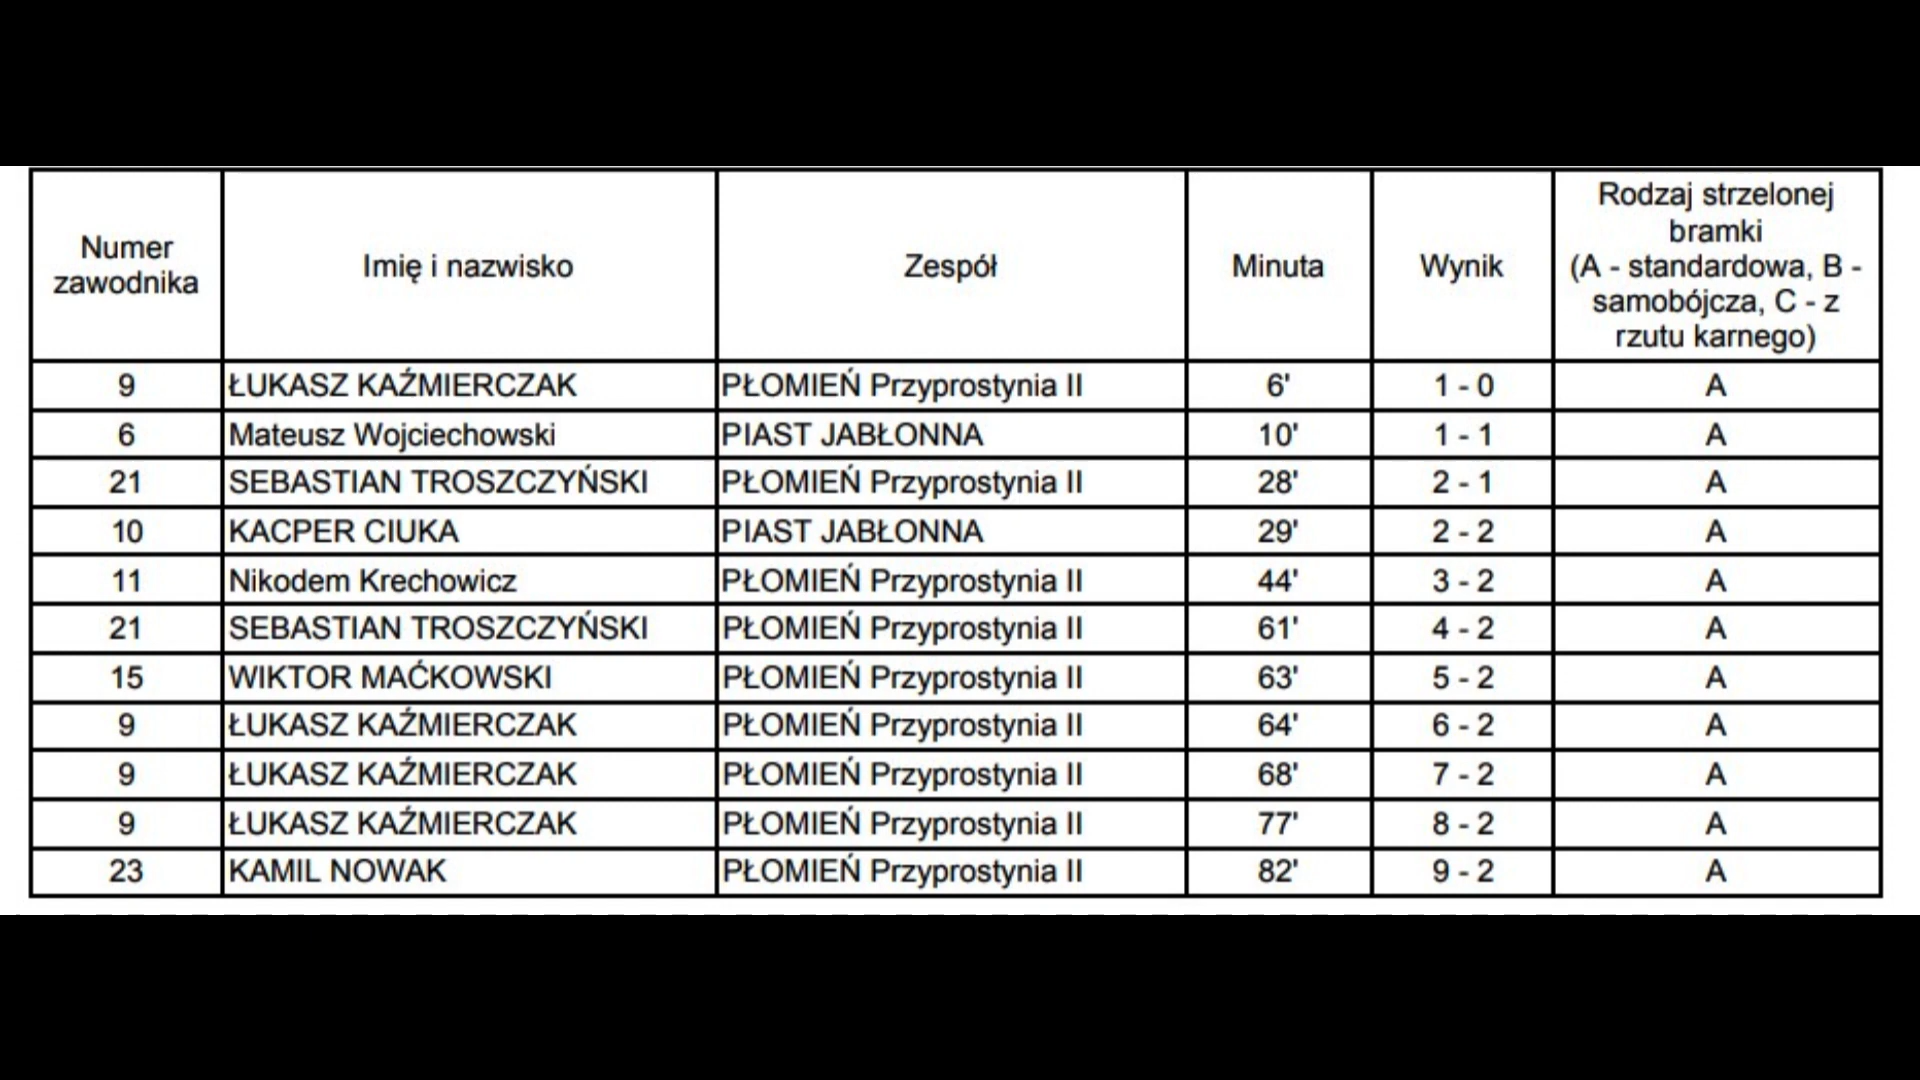 Numer zawodnika Imię i nazwisko Zespół Minuta Wynik Rodzaj strzelonej bramki (A - standardowa, B - samobójcza, C - z rzutu karnego)
9 ŁUKASZ KAŹMIERCZAK PŁOMIEŃ Przyprostynia II 6' 1 - 0 A
6 Mateusz Wojciechowski PIAST JABŁONNA 10' 1 - 1 A
21 SEBASTIAN TROSZCZYŃSKI PŁOMIEŃ Przyprostynia II 28' 2 - 1 A
10 KACPER CIUKA PIAST JABŁONNA 29' 2 - 2 A
11 Nikodem Krechowicz PŁOMIEŃ Przyprostynia II 44' 3 - 2 A
21 SEBASTIAN TROSZCZYŃSKI PŁOMIEŃ Przyprostynia II 61' 4 - 2 A
15 WIKTOR MAĆKOWSKI PŁOMIEŃ Przyprostynia II 63' 5 - 2 A
9 ŁUKASZ KAŹMIERCZAK PŁOMIEŃ Przyprostynia II 64' 6 - 2 A
9 ŁUKASZ KAŹMIERCZAK PŁOMIEŃ Przyprostynia II 68' 7 - 2 A
9 ŁUKASZ KAŹMIERCZAK PŁOMIEŃ Przyprostynia II 77' 8 - 2 A
23 KAMIL NOWAK PŁOMIEŃ Przyprostynia II 82' 9 - 2 A